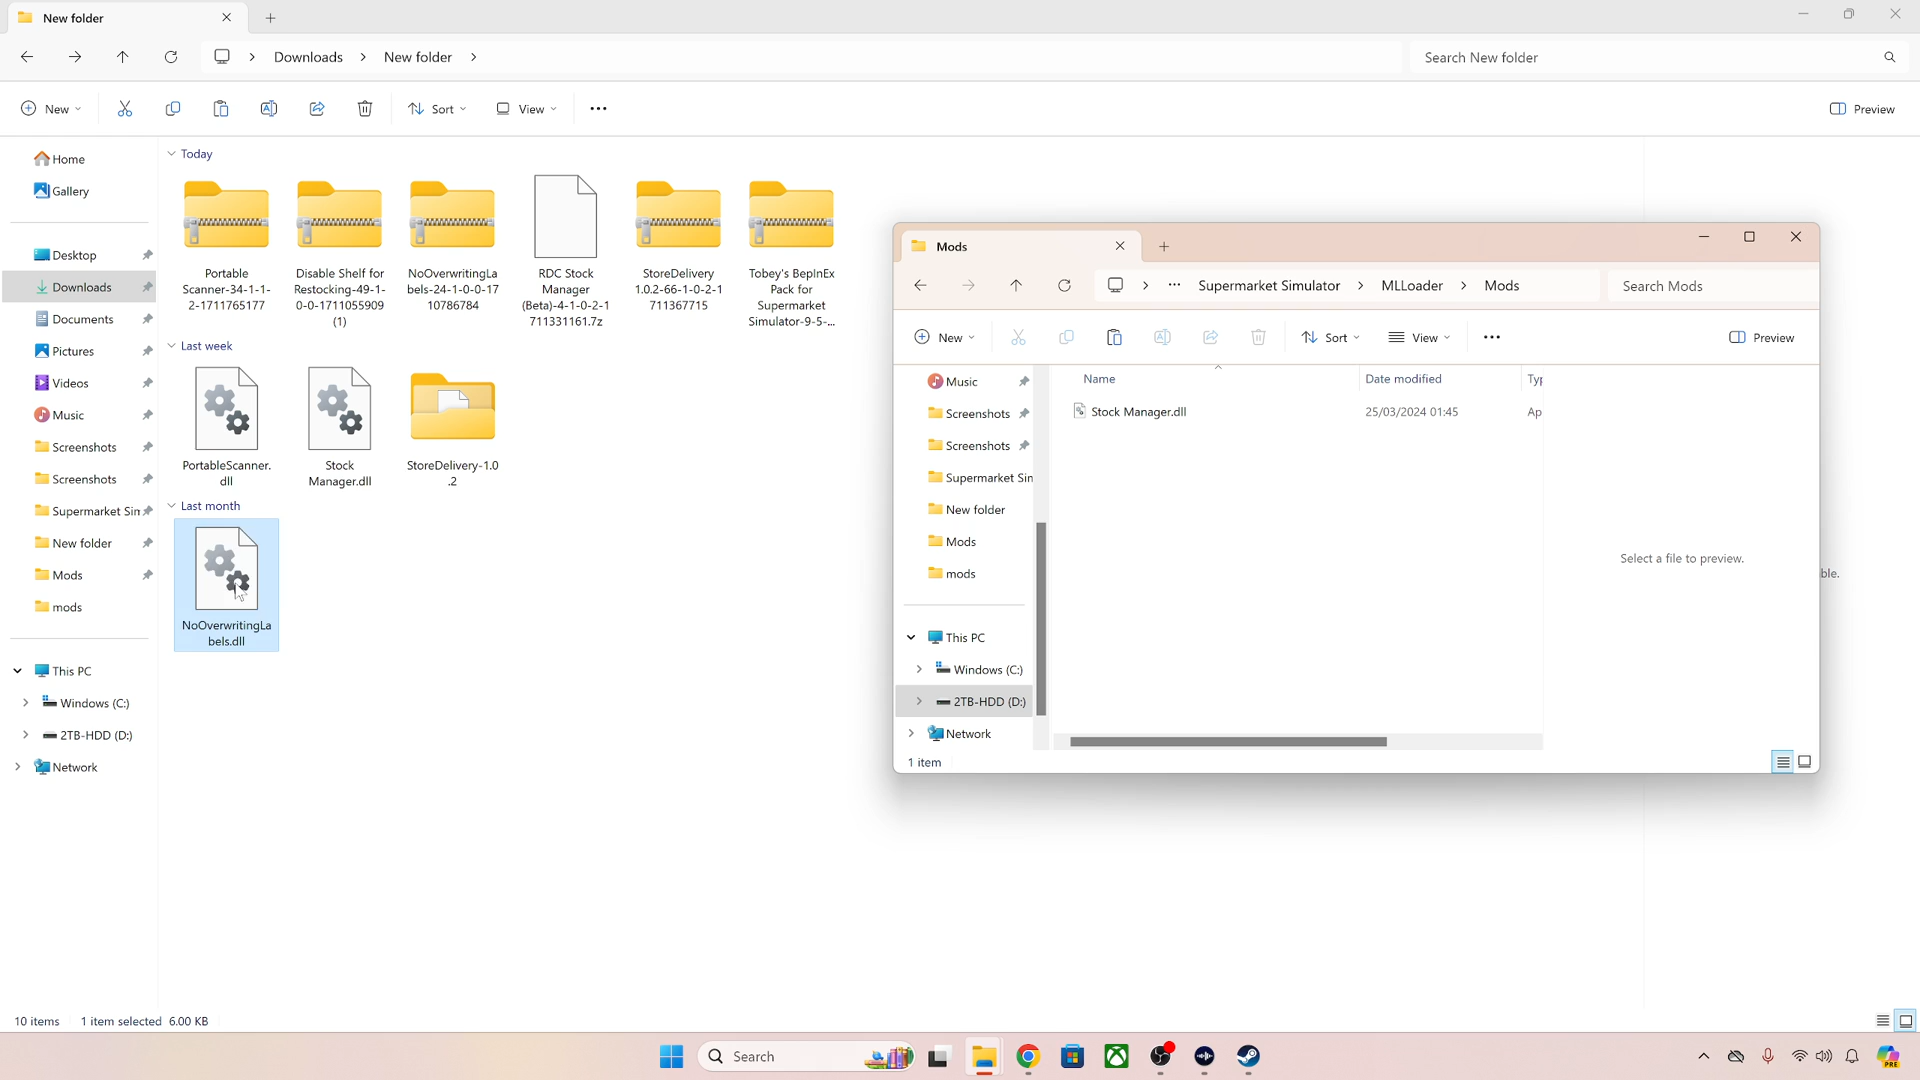 New folder
Downloads
New folder
Search New folder
New
Sort
View
Preview
Home
Gallery
Desktop
Downloads
Documents
Pictures
Videos
Music
Screenshots
Screenshots
Supermarket Sim
New folder
Mods
mods
This PC
Windows (C:)
2TB-HDD (D:)
Network
Today
Portable
Scanner-34-1-1-
2-1711765177
Disable Shelf for
Restocking-49-1-
0-0-1711055909
(1)
NoOverwritingLa
bels-24-1-0-0-17
10786784
RDC Stock
Manager
(Beta)-4-1-0-2-1
711331161.7z
StoreDelivery
1.0.2-66-1-0-2-1
711367715
Tobey's BepInEx
Pack for
Supermarket
Simulator-9-5-...
Last week
PortableScanner.
dll
Stock
Manager.dll
StoreDelivery-1.0
.2
Last month
NoOverwritingLa
bels.dll
Mods
Supermarket Simulator
MLLoader
Mods
Search Mods
New
Sort
View
Preview
Music
Screenshots
Screenshots
Supermarket Sim
New folder
Mods
mods
This PC
Windows (C:)
2TB-HDD (D:)
Network
Name
Date modified
Typ
Stock Manager.dll
25/03/2024 01:45
Ap
Select a file to preview.
ble.
1 item
10 items
1 item selected 6.00 KB
Search
PRE